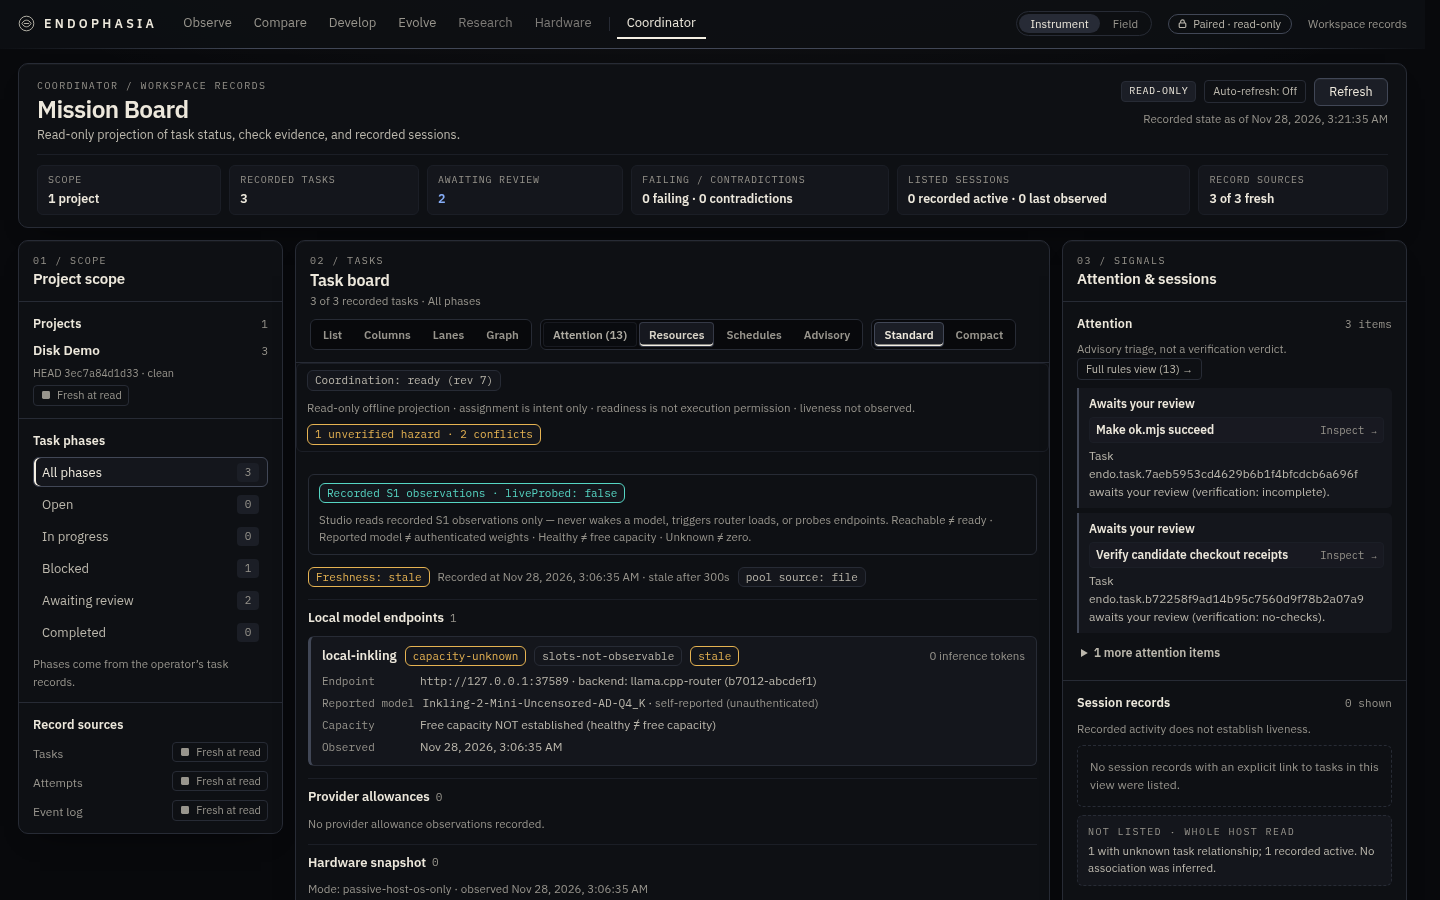 ENDOPHASIA
Observe Compare Develop Evolve Research Hardware Coordinator
Instrument Field
Paired · read-only
Workspace records
COORDINATOR / WORKSPACE RECORDS
Mission Board
Read-only projection of task status, check evidence, and recorded sessions.
READ-ONLY Auto-refresh: Off Refresh
Recorded state as of Nov 28, 2026, 3:21:35 AM
SCOPE
1 project
RECORDED TASKS
3
AWAITING REVIEW
2
FAILING / CONTRADICTIONS
0 failing · 0 contradictions
LISTED SESSIONS
0 recorded active · 0 last observed
RECORD SOURCES
3 of 3 fresh
01 / SCOPE
Project scope
Projects 1
Disk Demo 3
HEAD 3ec7a84d1d33 · clean
Fresh at read
Task phases
All phases 3
Open 0
In progress 0
Blocked 1
Awaiting review 2
Completed 0
Phases come from the operator's task
records.
Record sources
Tasks Fresh at read
Attempts Fresh at read
Event log Fresh at read
02 / TASKS
Task board
3 of 3 recorded tasks · All phases
List Columns Lanes Graph Attention (13) Resources Schedules Advisory Standard Compact
Coordination: ready (rev 7)
Read-only offline projection · assignment is intent only · readiness is not execution permission · liveness not observed.
1 unverified hazard · 2 conflicts
Recorded S1 observations · liveProbed: false
Studio reads recorded S1 observations only — never wakes a model, triggers router loads, or probes endpoints. Reachable ≠ ready ·
Reported model ≠ authenticated weights · Healthy ≠ free capacity · Unknown ≠ zero.
Freshness: stale Recorded at Nov 28, 2026, 3:06:35 AM · stale after 300s pool source: file
Local model endpoints 1
local-inkling capacity-unknown slots-not-observable stale 0 inference tokens
Endpoint http://127.0.0.1:37589 · backend: llama.cpp-router (b7012-abcdef1)
Reported model Inkling-2-Mini-Uncensored-AD-Q4_K · self-reported (unauthenticated)
Capacity Free capacity NOT established (healthy ≠ free capacity)
Observed Nov 28, 2026, 3:06:35 AM
Provider allowances 0
No provider allowance observations recorded.
Hardware snapshot 0
Mode: passive-host-os-only · observed Nov 28, 2026, 3:06:35 AM
03 / SIGNALS
Attention & sessions
Attention 3 items
Advisory triage, not a verification verdict.
Full rules view (13) →
Awaits your review
Make ok.mjs succeed Inspect →
Task
endo.task.7aeb5953cd4629b6b1f4bfcdcb6a696f
awaits your review (verification: incomplete).
Awaits your review
Verify candidate checkout receipts Inspect →
Task
endo.task.b72258f9ad14b95c7560d9f78b2a07a9
awaits your review (verification: no-checks).
▶ 1 more attention items
Session records 0 shown
Recorded activity does not establish liveness.
No session records with an explicit link to tasks in this
view were listed.
NOT LISTED · WHOLE HOST READ
1 with unknown task relationship; 1 recorded active. No
association was inferred.